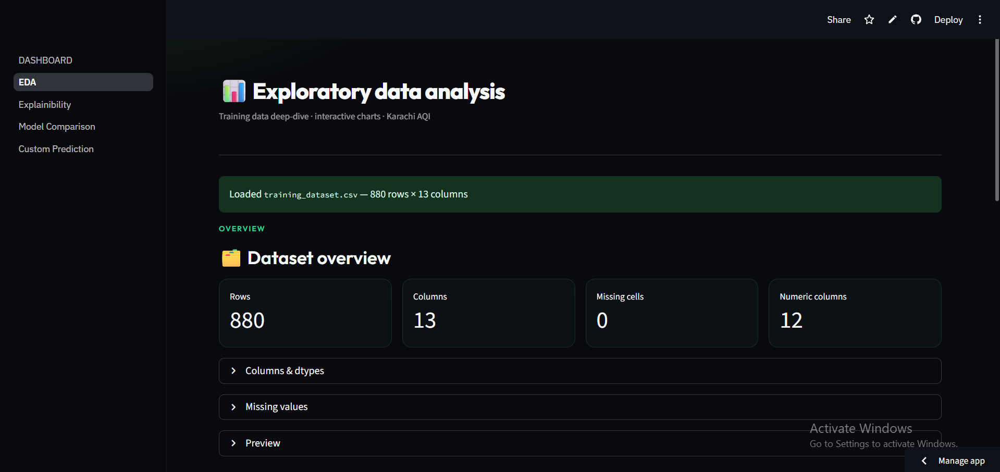 Share Deploy
DASHBOARD
EDA
Explainibility
Model Comparison
Custom Prediction
Exploratory data analysis
Training data deep-dive · interactive charts · Karachi AQI
Loaded training_dataset.csv — 880 rows × 13 columns
OVERVIEW
Dataset overview
Rows
880
Columns
13
Missing cells
0
Numeric columns
12
Columns & dtypes
Missing values
Preview
Activate Windows
Go to Settings to activate Windows.
Manage app